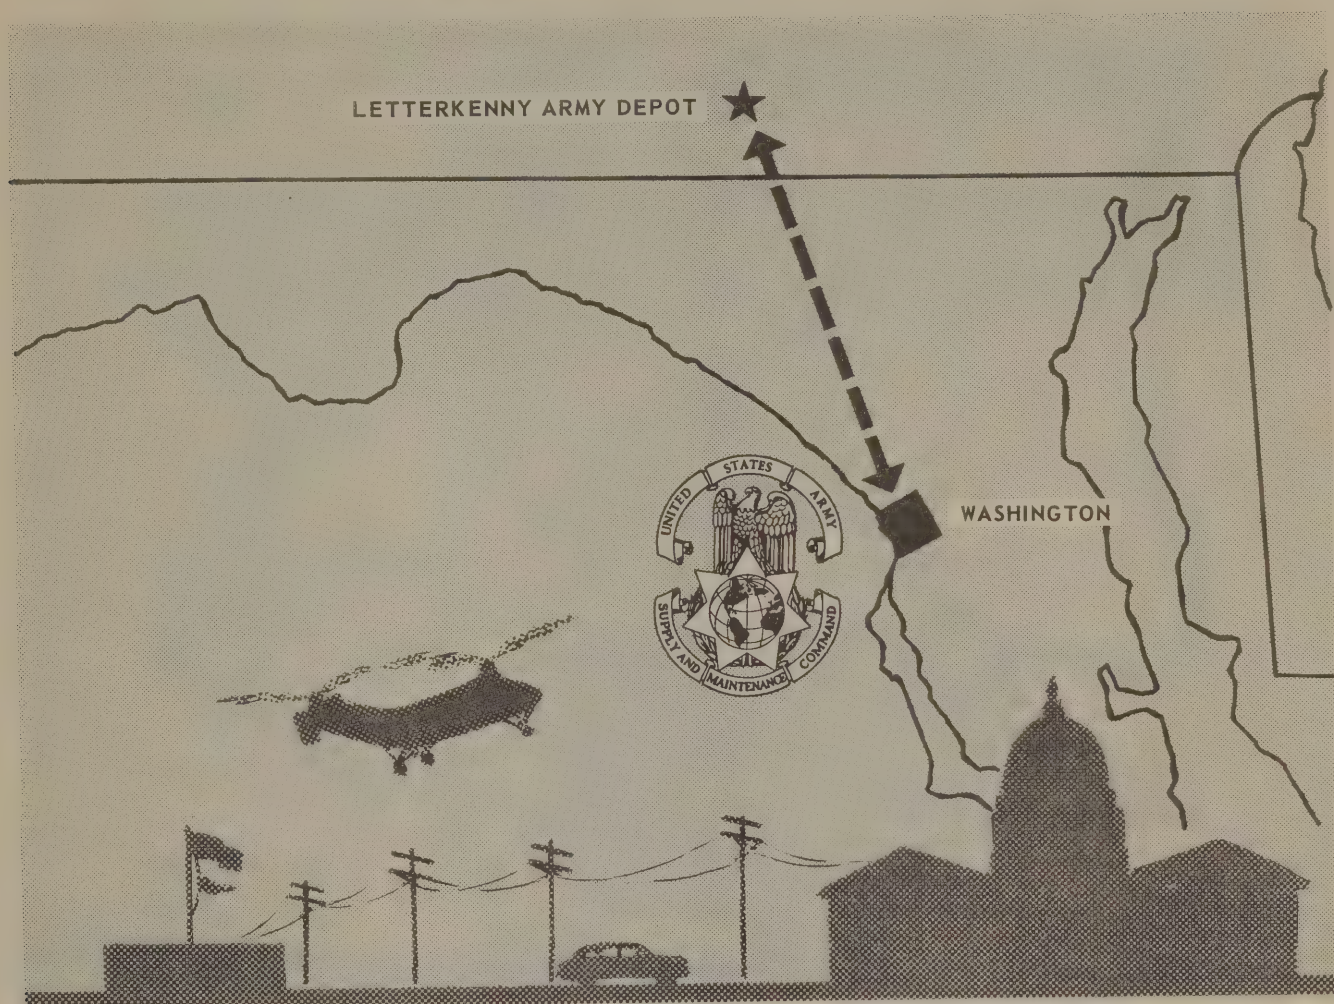 LETTERKENNY ARMY DEPOT
WASHINGTON
UNITED STATES ARMY
SUPPLY AND MAINTENANCE COMMAND